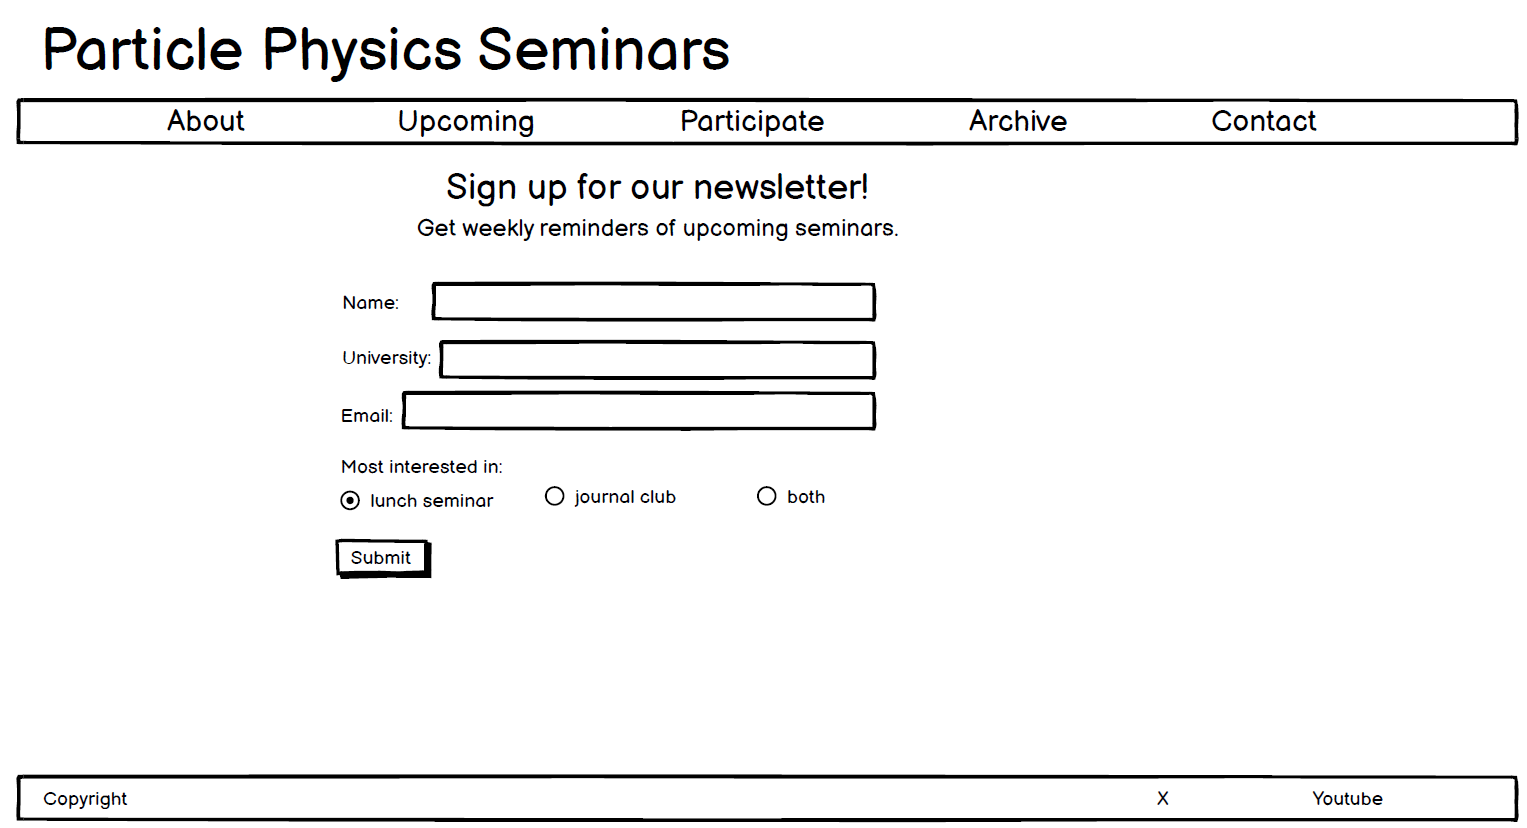 Particle Physics Seminars
About Upcoming Participate Archive Contact
Sign up for our newsletter!
Get weekly reminders of upcoming seminars.
Name:
University:
Email:
Most interested in:
lunch seminar journal club both
Submit
Copyright X Youtube